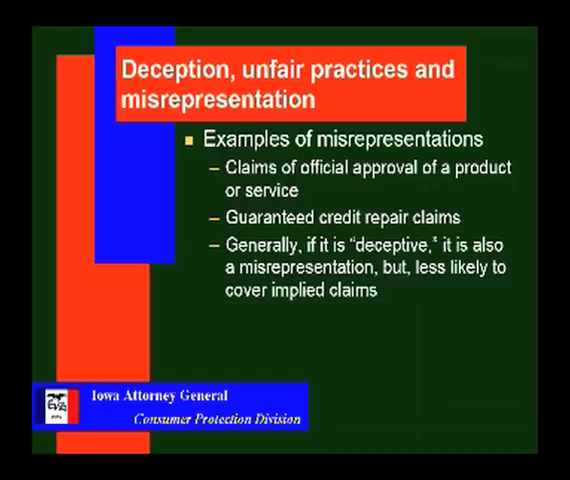 Deception, unfair practices and
misrepresentation
Examples of misrepresentations
– Claims of official approval of a product
or service
– Guaranteed credit repair claims
– Generally, if it is “deceptive,” it is also
a misrepresentation, but, less likely to
cover implied claims
Iowa Attorney General
Consumer Protection Division